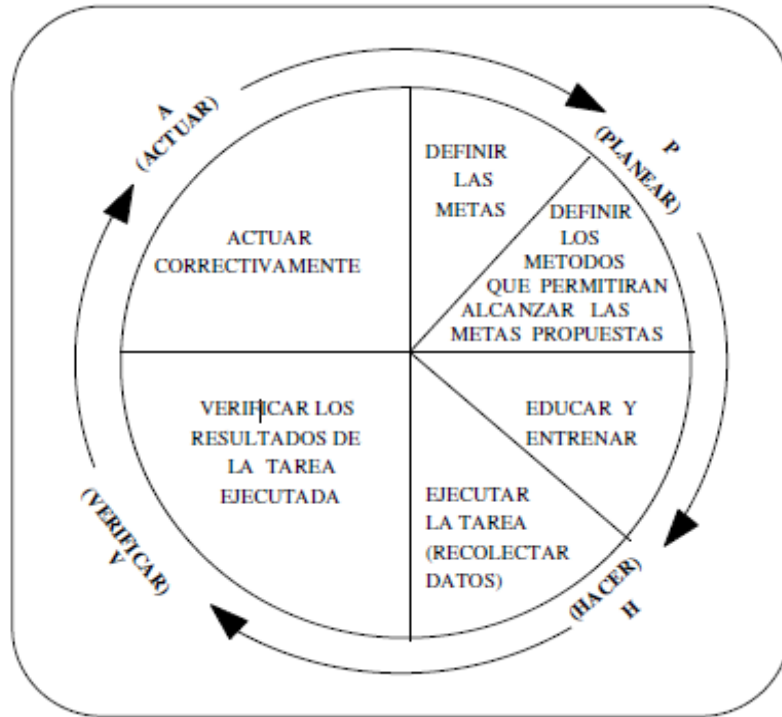 A
(ACTUAR)
P
(PLANEAR)
DEFINIR
LAS
METAS
DEFINIR
LOS
METODOS
QUE PERMITIRAN
ALCANZAR LAS
METAS PROPUESTAS
EDUCAR Y
ENTRENAR
EJECUTAR
LA TAREA
(RECOLECTAR
DATOS)
(HACER)
H
VERIFICAR LOS
RESULTADOS DE
LA TAREA
EJECUTADA
(VERIFICAR)
V
ACTUAR
CORRECTIVAMENTE